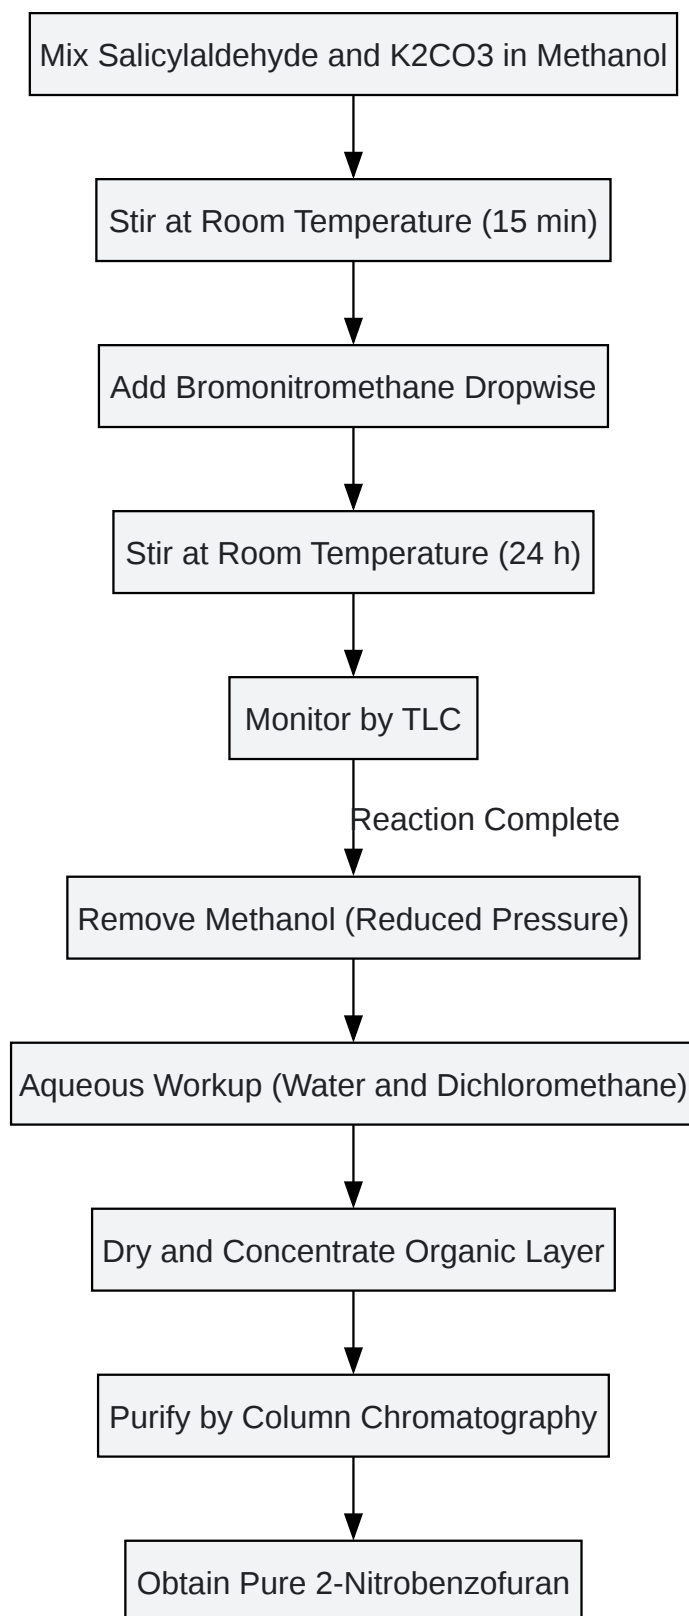 Mix Salicylaldehyde and K2CO3 in Methanol
Stir at Room Temperature (15 min)
Add Bromonitromethane Dropwise
Stir at Room Temperature (24 h)
Monitor by TLC
Reaction Complete
Remove Methanol (Reduced Pressure)
Aqueous Workup (Water and Dichloromethane)
Dry and Concentrate Organic Layer
Purify by Column Chromatography
Obtain Pure 2-Nitrobenzofuran